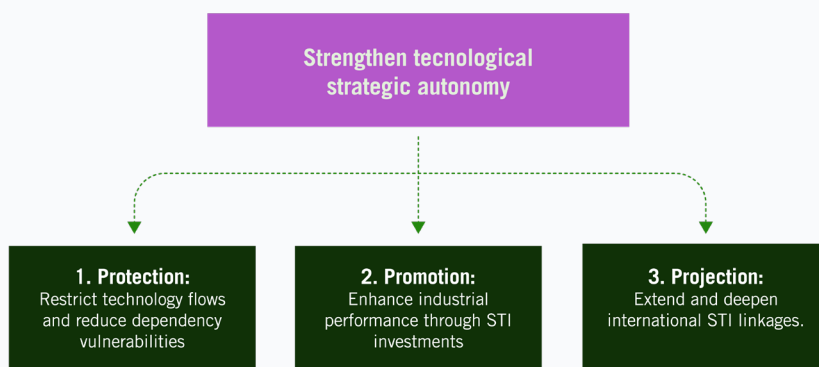 Strengthen tecnological
strategic autonomy
1. Protection:
Restrict technology flows
and reduce dependency
vulnerabilities
2. Promotion:
Enhance industrial
performance through STI
investments
3. Projection:
Extend and deepen
international STI linkages.